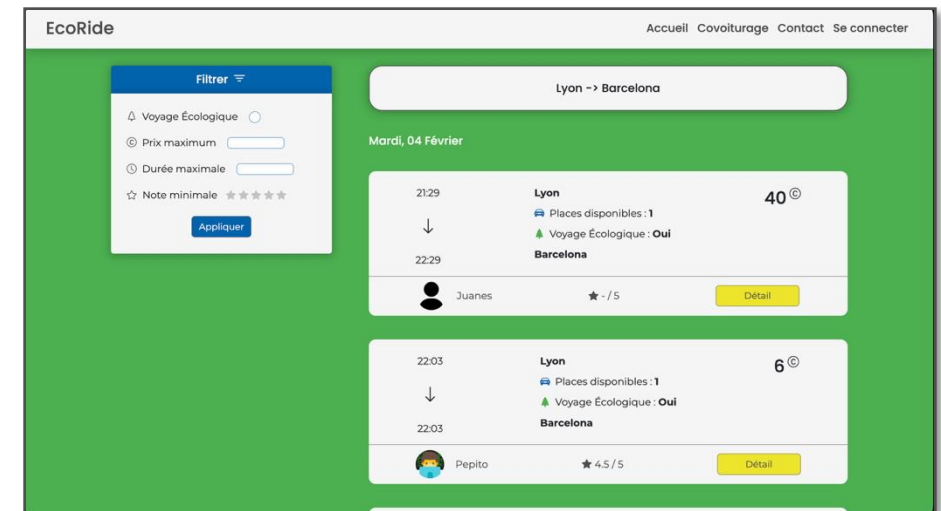 EcoRide
Accueil Covoiturage Contact Se connecter
Filtrer
Voyage Écologique
© Prix maximum
Durée maximale
Note minimale
Appliquer
Lyon -> Barcelona
Mardi, 04 Février
21:29
Lyon
40 ©
Places disponibles : 1
Voyage Écologique : Oui
22:29
Barcelona
Juanes
- / 5
Détail
22:03
Lyon
6 ©
Places disponibles : 1
Voyage Écologique : Oui
22:03
Barcelona
Pepito
4.5 / 5
Détail